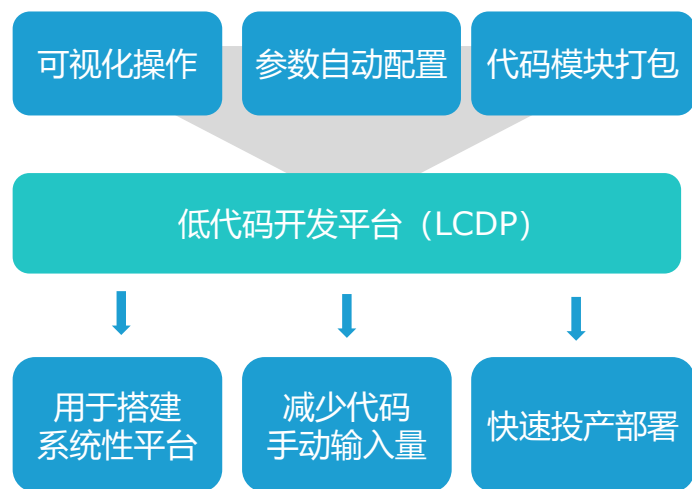 可视化操作
参数自动配置
代码模块打包
低代码开发平台（LCDP）
用于搭建
系统性平台
减少代码
手动输入量
快速投产部署